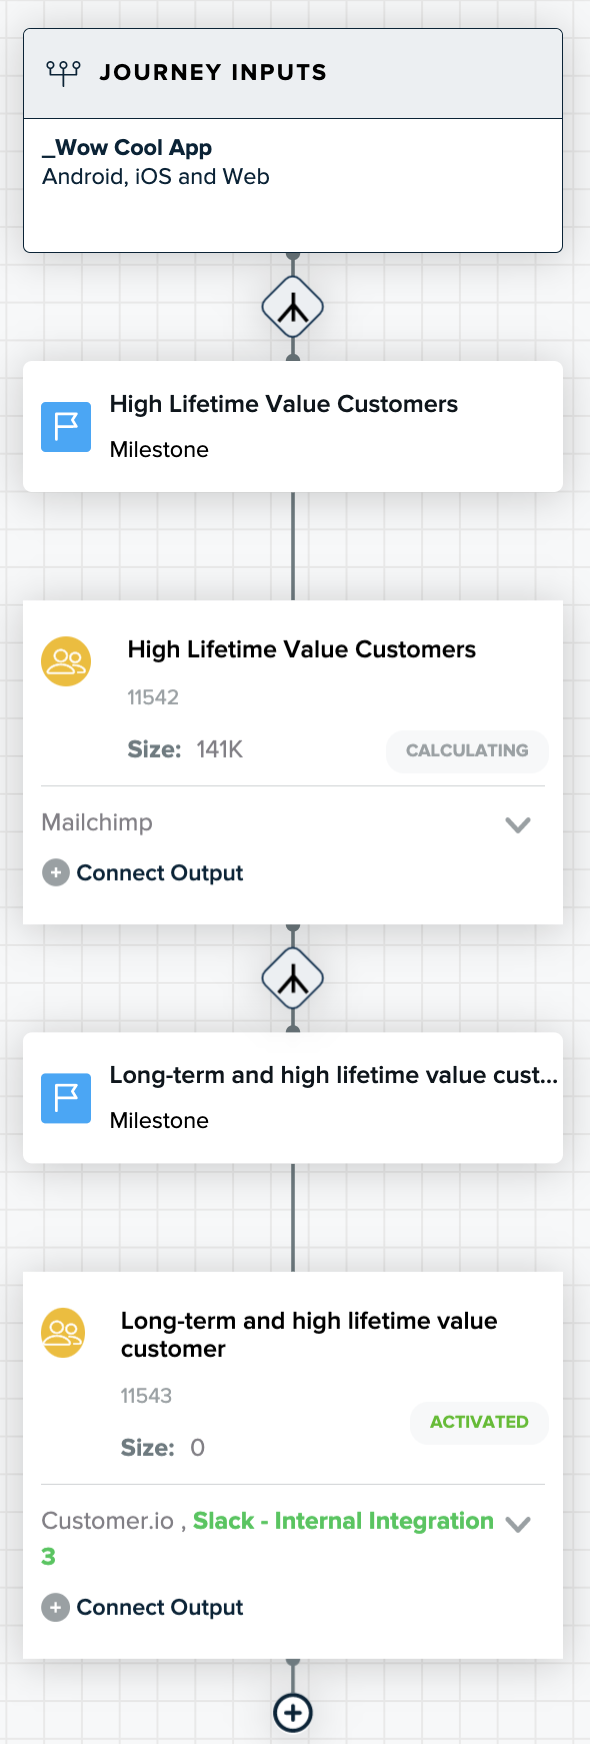 JOURNEY INPUTS
_Wow Cool App
Android, iOS and Web
High Lifetime Value Customers
Milestone
High Lifetime Value Customers
11542
Size: 141K
CALCULATING
Mailchimp
Connect Output
Long-term and high lifetime value cust...
Milestone
Long-term and high lifetime value
customer
11543
ACTIVATED
Size: 0
Customer.io , Slack - Internal Integration
3
Connect Output